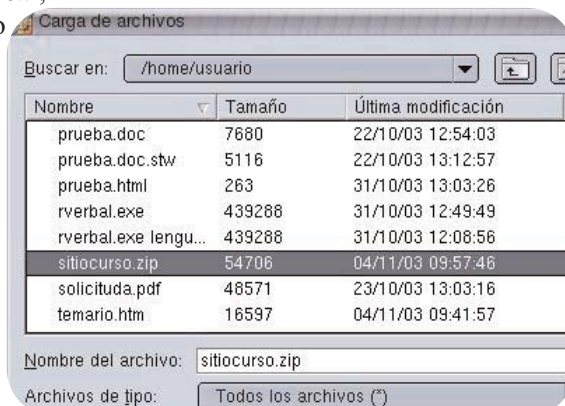 Carga de archivos
Buscar en: /home/usuario
Nombre Tamaño Última modificación
prueba.doc 7680 22/10/03 12:54:03
prueba.doc.stw 5116 22/10/03 13:12:57
prueba.html 263 31/10/03 13:03:26
rverbal.exe 439288 31/10/03 12:49:49
rverbal.exe lengu... 439288 31/10/03 12:08:56
sitiocurso.zip 54706 04/11/03 09:57:46
solicituda.pdf 48571 23/10/03 13:03:16
temario.htm 16597 04/11/03 09:41:57
Nombre del archivo: sitiocurso.zip
Archivos de tipo: Todos los archivos (*)